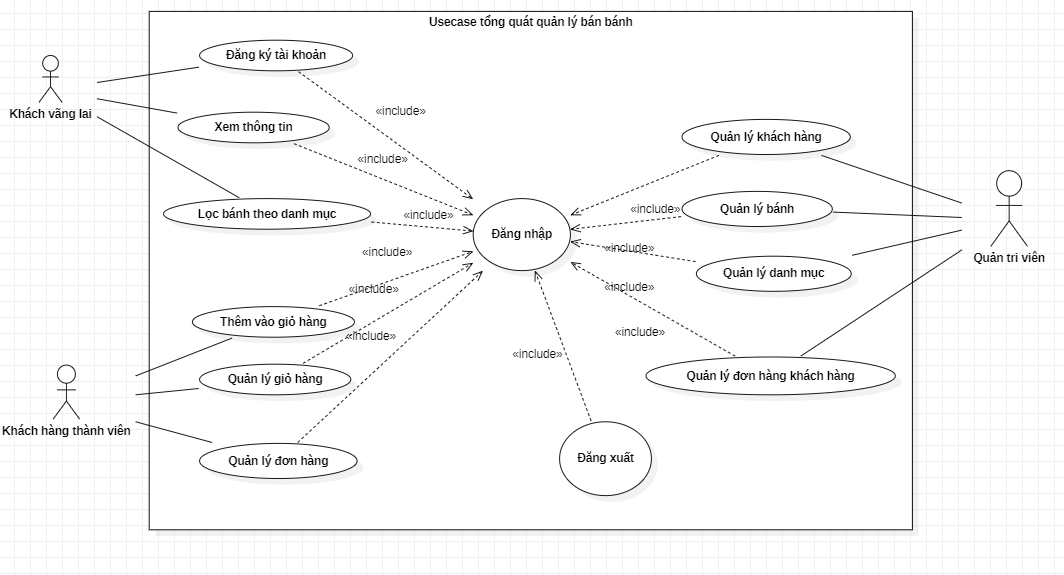 Usecase tổng quát quản lý bán bánh
Đăng ký tài khoản
Khách vãng lai
«include»
Xem thông tin
«include»
Quản lý khách hàng
Lọc bánh theo danh mục
«include»
«include»
Quản lý bánh
Đăng nhập
«include»
«include»
Quản trị viên
Quản lý danh mục
«include»
«include»
Thêm vào giỏ hàng
«include»
«include»
«include»
Quản lý giỏ hàng
Quản lý đơn hàng khách hàng
Khách hàng thành viên
Quản lý đơn hàng
Đăng xuất